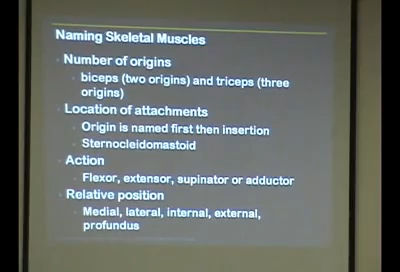 Naming Skeletal Muscles
Number of origins
biceps (two origins) and triceps (three
origins)
Location of attachments
Origin is named first then insertion
Sternocleidomastoid
Action
Flexor, extensor, supinator or adductor
Relative position
Medial, lateral, internal, external,
profundus